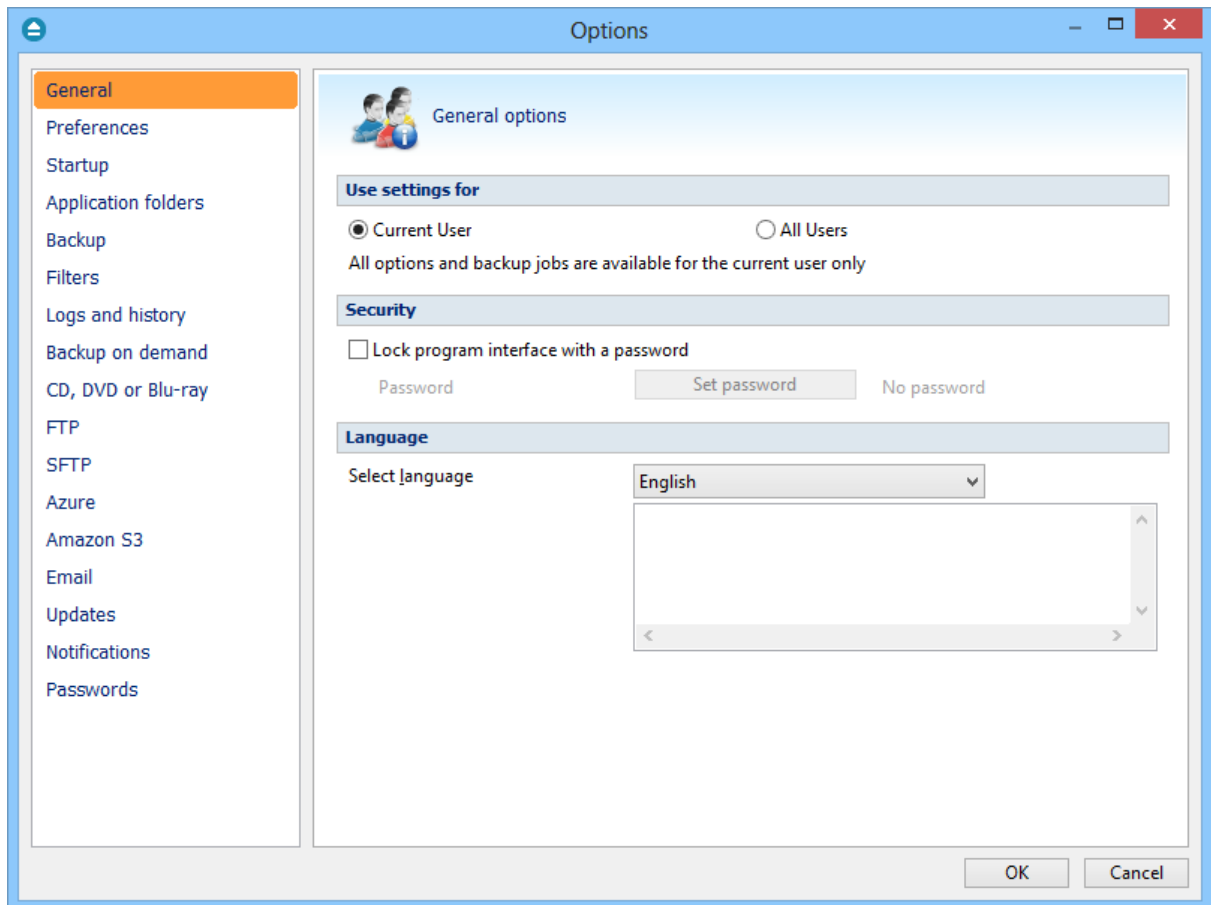 Options
General
Preferences
Startup
Application folders
Backup
Filters
Logs and history
Backup on demand
CD, DVD or Blu-ray
FTP
SFTP
Azure
Amazon S3
Email
Updates
Notifications
Passwords
General options
Use settings for
Current User All Users
All options and backup jobs are available for the current user only
Security
Lock program interface with a password
Password Set password No password
Language
Select language English
OK Cancel